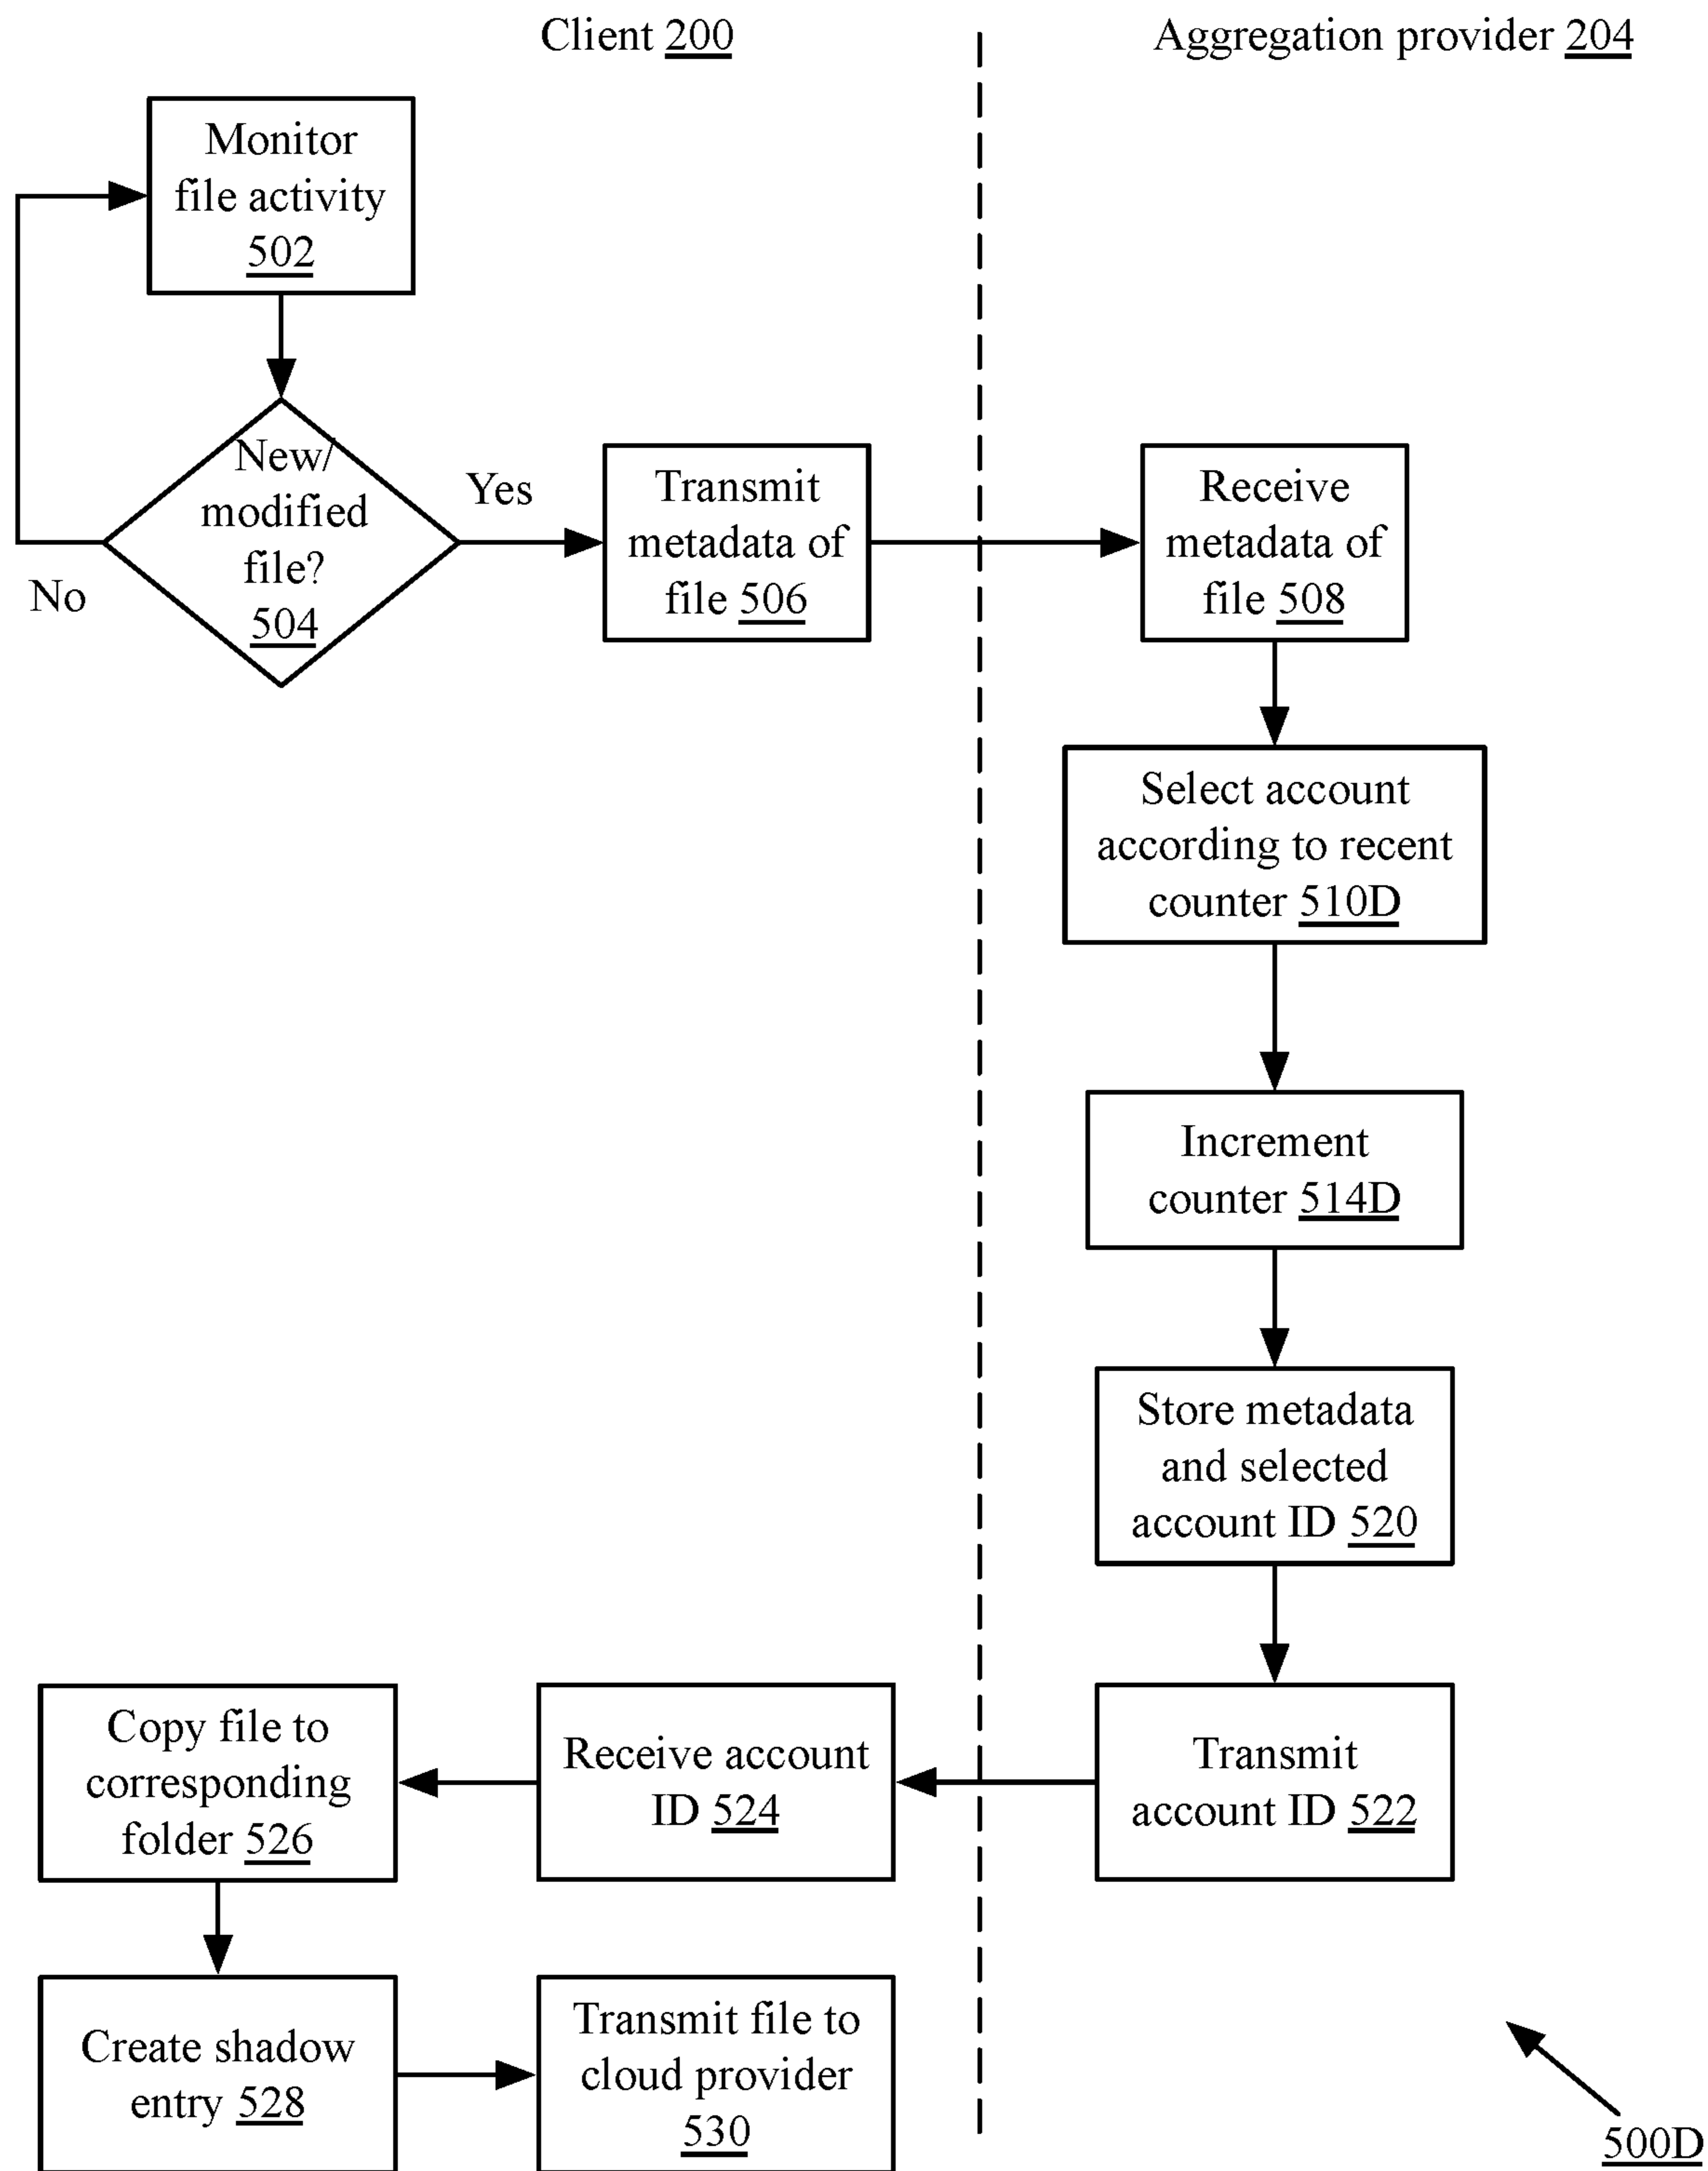 Client 200
Aggregation provider 204
Monitor
file activity
502
New/
modified
file?
504
No
Yes
Transmit
metadata of
file 506
Receive
metadata of
file 508
Select account
according to recent
counter 510D
Increment
counter 514D
Store metadata
and selected
account ID 520
Transmit
account ID 522
Receive account
ID 524
Copy file to
corresponding
folder 526
Create shadow
entry 528
Transmit file to
cloud provider
530
500D